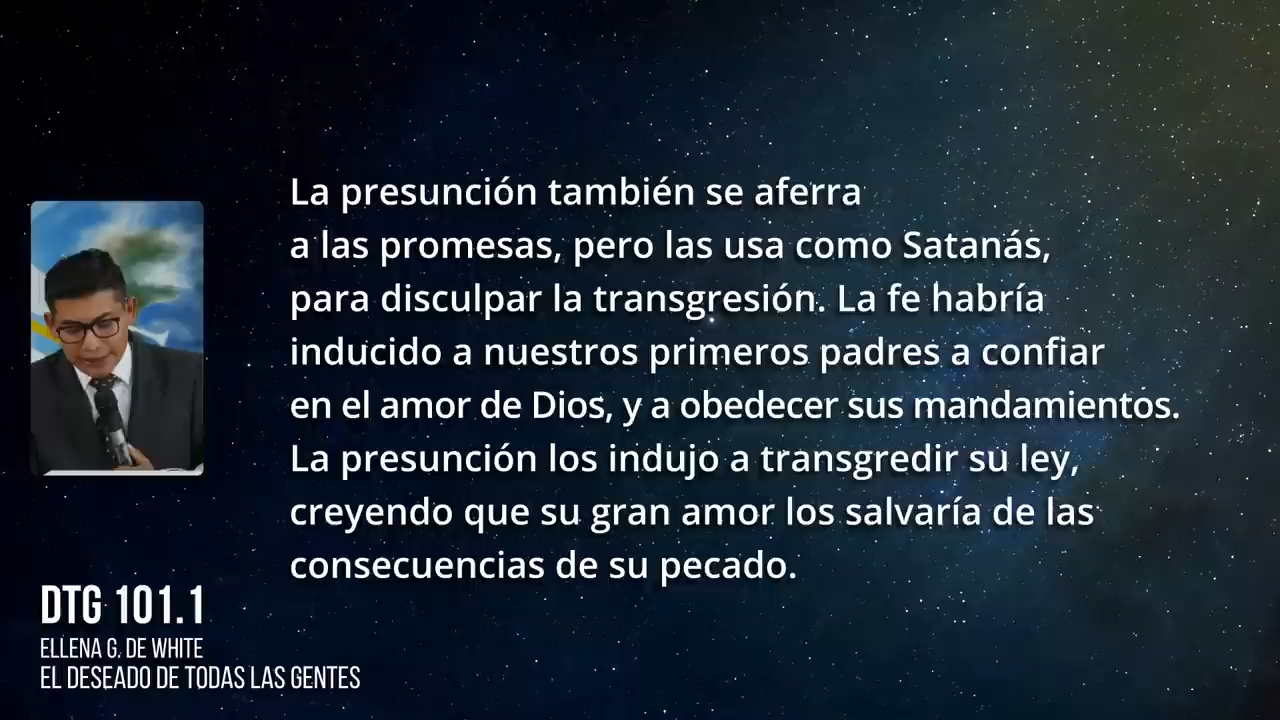 La presunción también se aferra
a las promesas, pero las usa como Satanás,
para disculpar la transgresión. La fe habría
inducido a nuestros primeros padres a confiar
en el amor de Dios, y a obedecer sus mandamientos.
La presunción los indujo a transgredir su ley,
creyendo que su gran amor los salvaría de las
consecuencias de su pecado.
DTG 101.1
ELLENA G. DE WHITE
EL DESEADO DE TODAS LAS GENTES